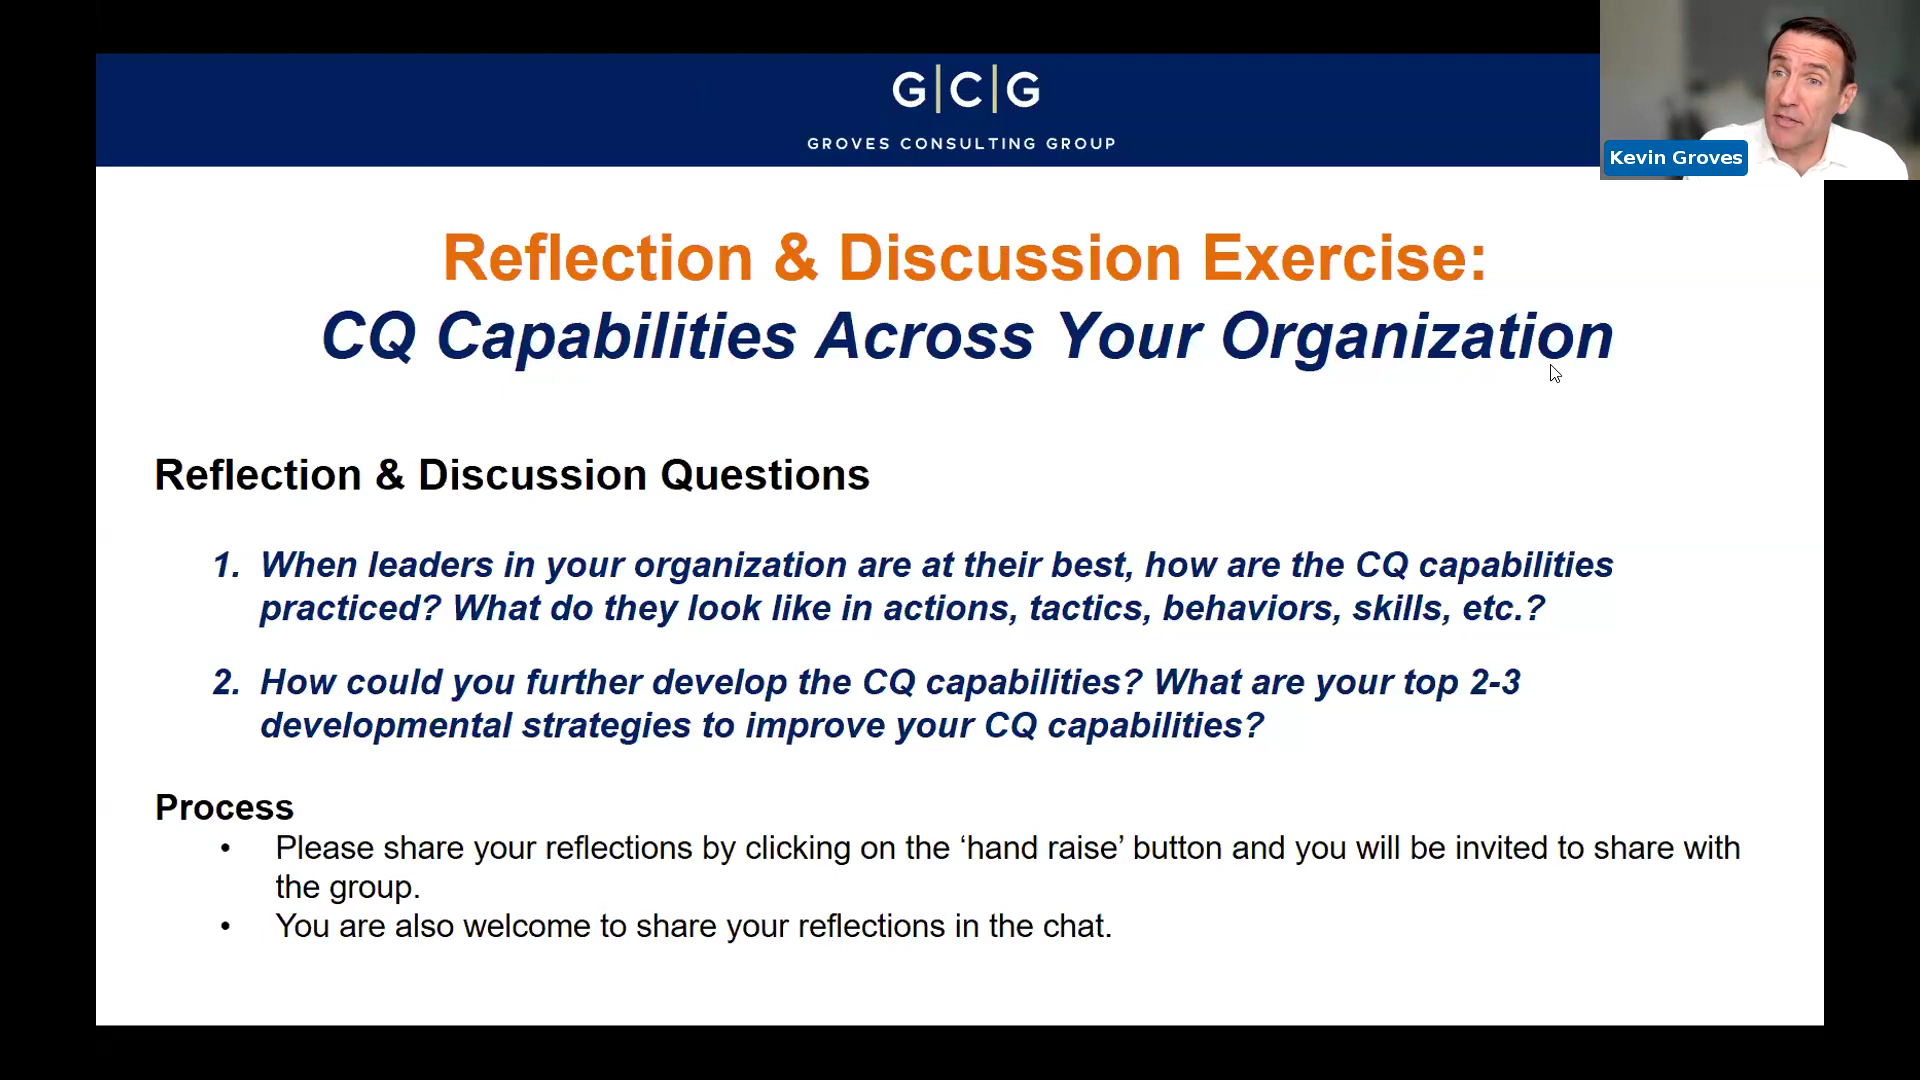 G|C|G
GROVES CONSULTING GROUP
Kevin Groves
Reflection & Discussion Exercise:
CQ Capabilities Across Your Organization
Reflection & Discussion Questions
1. When leaders in your organization are at their best, how are the CQ capabilities
practiced? What do they look like in actions, tactics, behaviors, skills, etc.?
2. How could you further develop the CQ capabilities? What are your top 2-3
developmental strategies to improve your CQ capabilities?
Process
• Please share your reflections by clicking on the ‘hand raise’ button and you will be invited to share with
the group.
• You are also welcome to share your reflections in the chat.